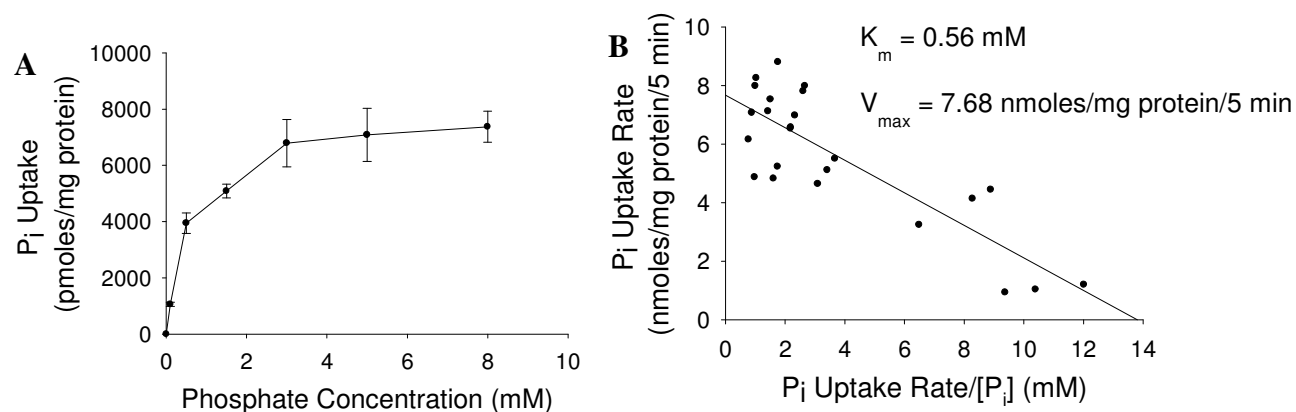 A
Pi Uptake
(pmoles/mg protein)
10000
8000
6000
4000
2000
0
0 2 4 6 8 10
Phosphate Concentration (mM)
B
Pi Uptake Rate
(nmoles/mg protein/5 min)
10
8
6
4
2
0
Km = 0.56 mM
Vmax = 7.68 nmoles/mg protein/5 min
0 2 4 6 8 10 12 14
Pi Uptake Rate/[Pi] (mM)